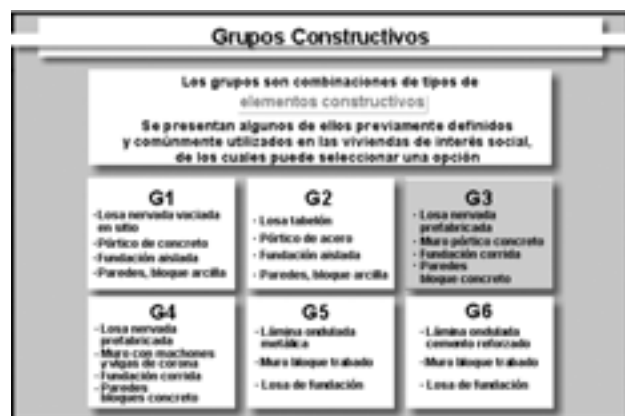 Grupos Constructivos
Los grupos son combinaciones de tipos de
elementos constructivos
Se presentan algunos de ellos previamente definidos
y comúnmente utilizados en las viviendas de interés social,
de los cuales puede seleccionar una opción
G1
-Losa nervada vaciada
en sitio
-Pórtico de concreto
-Fundación aislada
-Paredes, bloque arcilla
G2
- Losa tabelón
- Pórtico de acero
- Fundación aislada
- Paredes, bloque arcilla
G3
- Losa nervada
prefabricada
- Muro pórtico concreto
- Fundación corrida
- Paredes
bloque concreto
G4
- Losa nervada
prefabricada
- Muro con machones
y vigas de corona
- Fundación corrida
- Paredes
bloques concreto
G5
- Lámina ondulada
metálica
- Muro bloque trabado
- Losa de fundación
G6
- Lámina ondulada
cemento reforzado
- Muro bloque trabado
- Losa de fundación